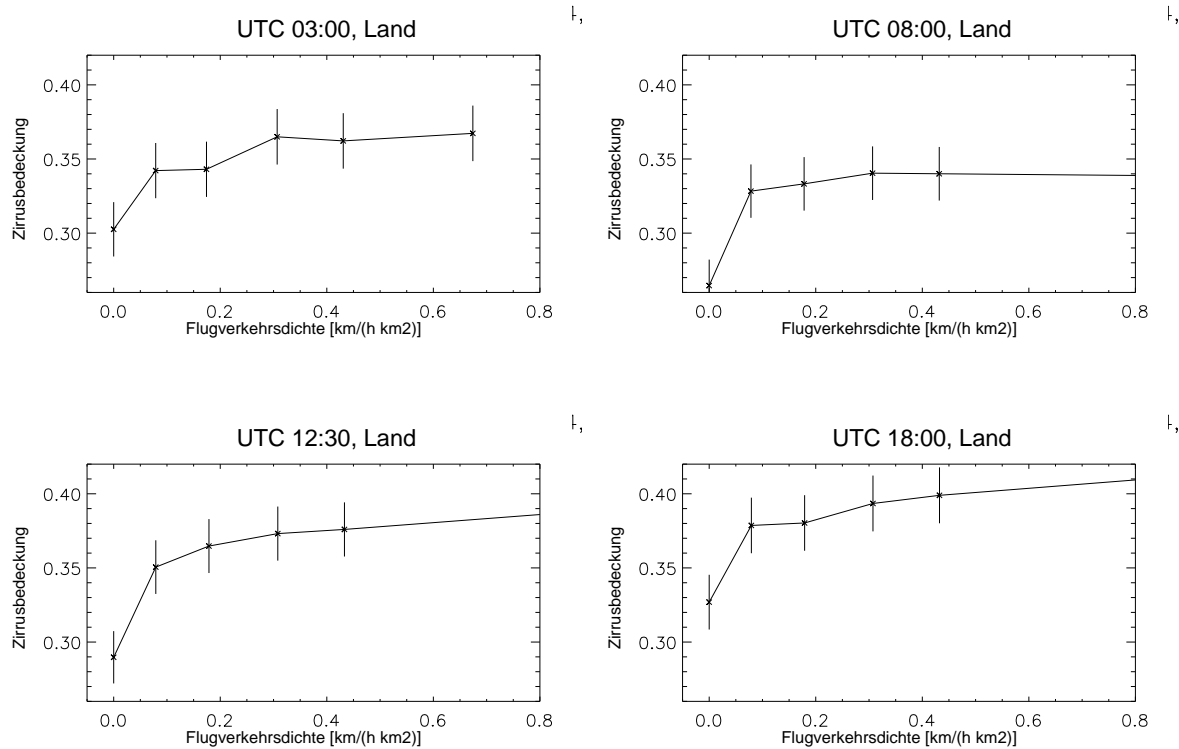 UTC 03:00, Land
Zirrusbedeckung
0.40
0.35
0.30
0.0 0.2 0.4 0.6 0.8
Flugverkehrsdichte [km/(h km2)]
UTC 08:00, Land
Zirrusbedeckung
0.40
0.35
0.30
0.0 0.2 0.4 0.6 0.8
Flugverkehrsdichte [km/(h km2)]
UTC 12:30, Land
Zirrusbedeckung
0.40
0.35
0.30
0.0 0.2 0.4 0.6 0.8
Flugverkehrsdichte [km/(h km2)]
UTC 18:00, Land
Zirrusbedeckung
0.40
0.35
0.30
0.0 0.2 0.4 0.6 0.8
Flugverkehrsdichte [km/(h km2)]